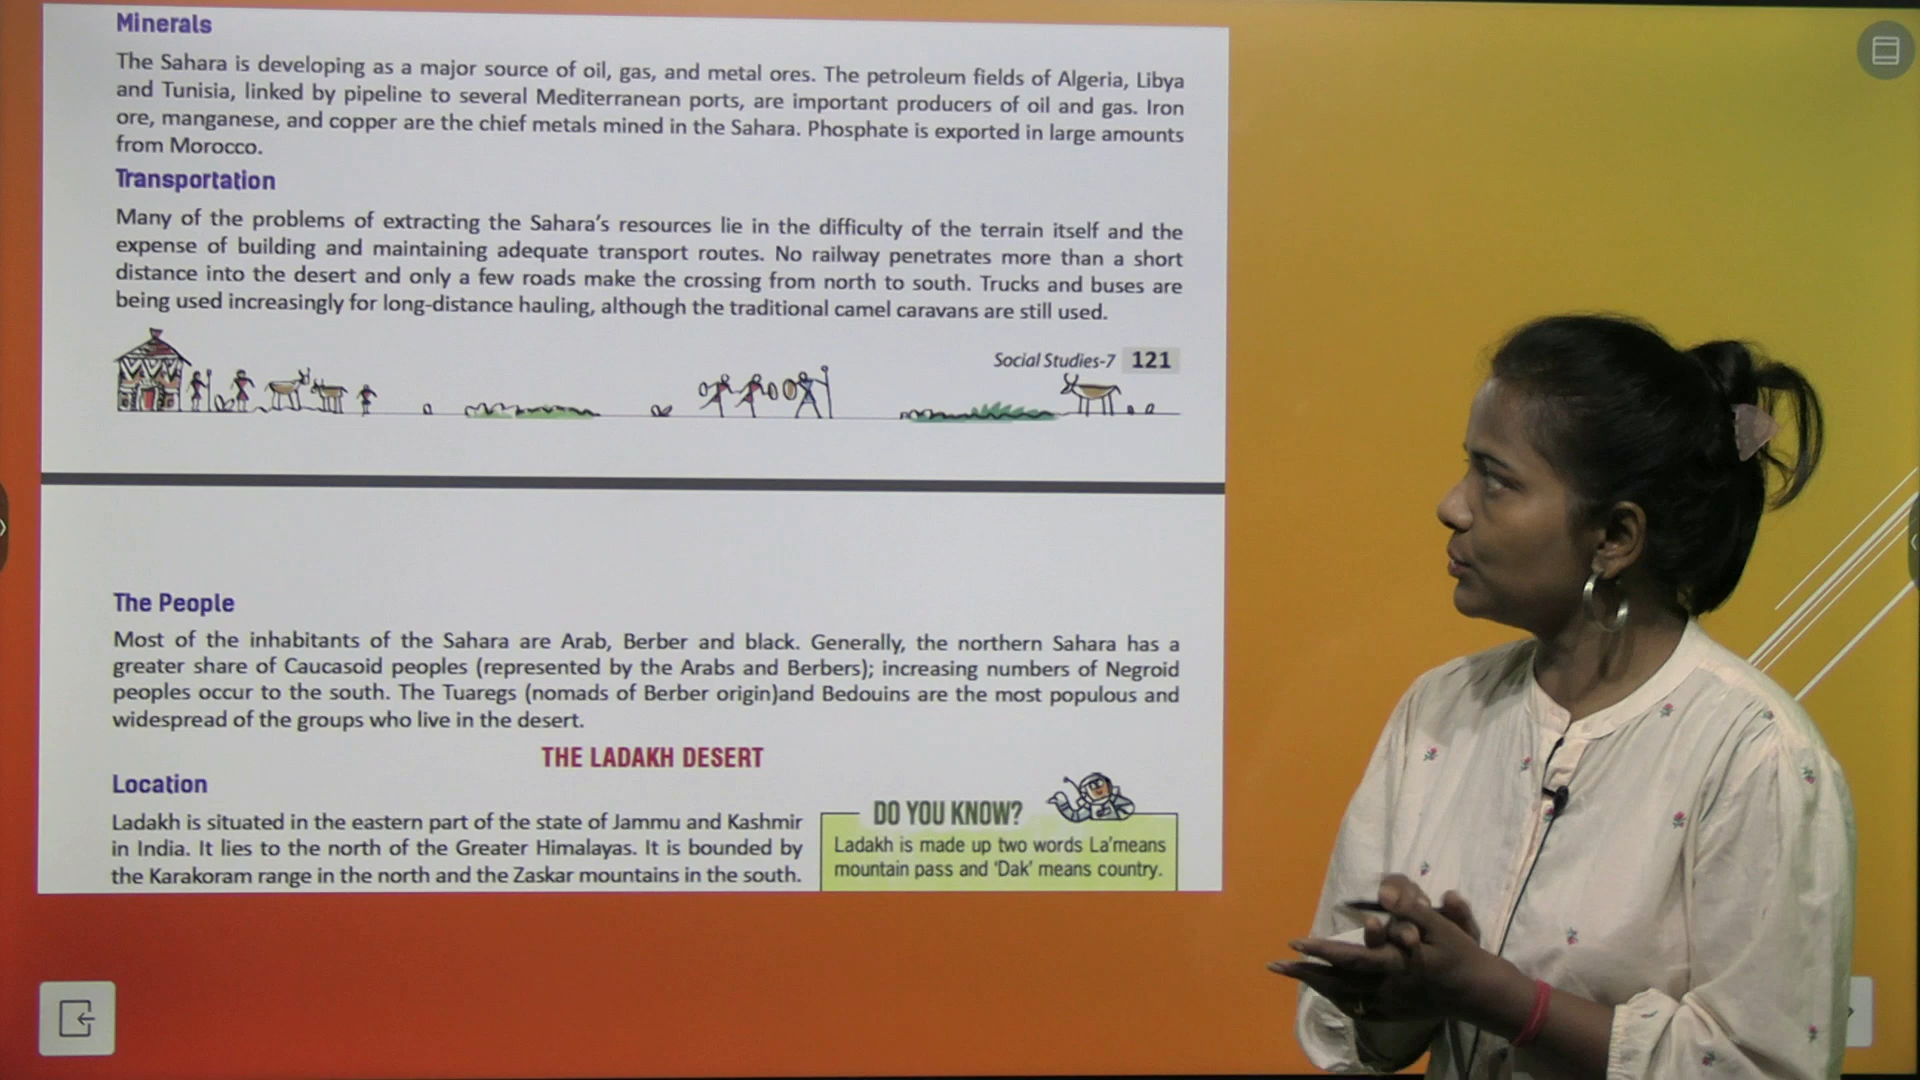 Minerals
The Sahara is developing as a major source of oil, gas, and metal ores. The petroleum fields of Algeria, Libya
and Tunisia, linked by pipeline to several Mediterranean ports, are important producers of oil and gas. Iron
ore, manganese, and copper are the chief metals mined in the Sahara. Phosphate is exported in large amounts
from Morocco.
Transportation
Many of the problems of extracting the Sahara's resources lie in the difficulty of the terrain itself and the
expense of building and maintaining adequate transport routes. No railway penetrates more than a short
distance into the desert and only a few roads make the crossing from north to south. Trucks and buses are
being used increasingly for long-distance hauling, although the traditional camel caravans are still used.
Social Studies-7 121
The People
Most of the inhabitants of the Sahara are Arab, Berber and black. Generally, the northern Sahara has a
greater share of Caucasoid peoples (represented by the Arabs and Berbers); increasing numbers of Negroid
peoples occur to the south. The Tuaregs (nomads of Berber origin)and Bedouins are the most populous and
widespread of the groups who live in the desert.
THE LADAKH DESERT
Location
Ladakh is situated in the eastern part of the state of Jammu and Kashmir
in India. It lies to the north of the Greater Himalayas. It is bounded by
the Karakoram range in the north and the Zaskar mountains in the south.
DO YOU KNOW?
Ladakh is made up two words La'means
mountain pass and 'Dak' means country.